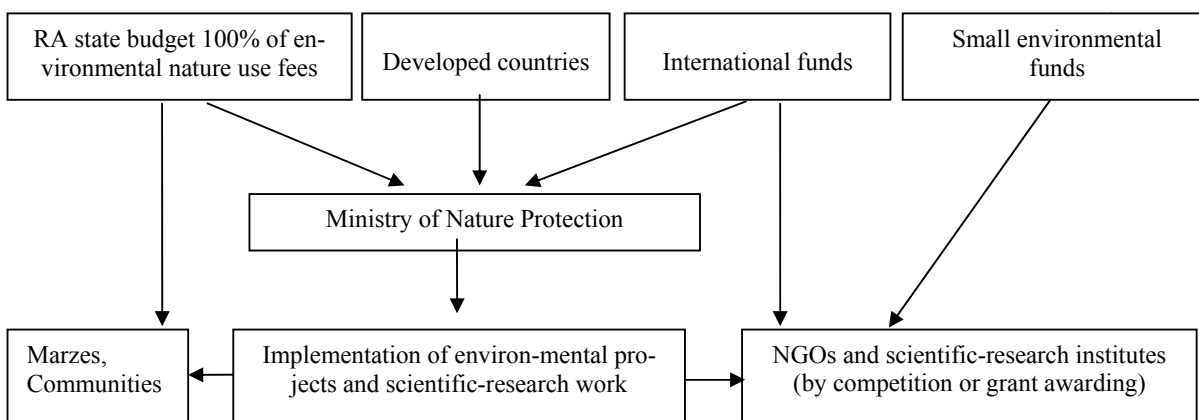 RA state budget 100% of en-
vironmental nature use fees
Developed countries
International funds
Small environmental
funds
Ministry of Nature Protection
Marzes,
Communities
Implementation of environ-mental pro-
jects and scientific-research work
NGOs and scientific-research institutes
(by competition or grant awarding)